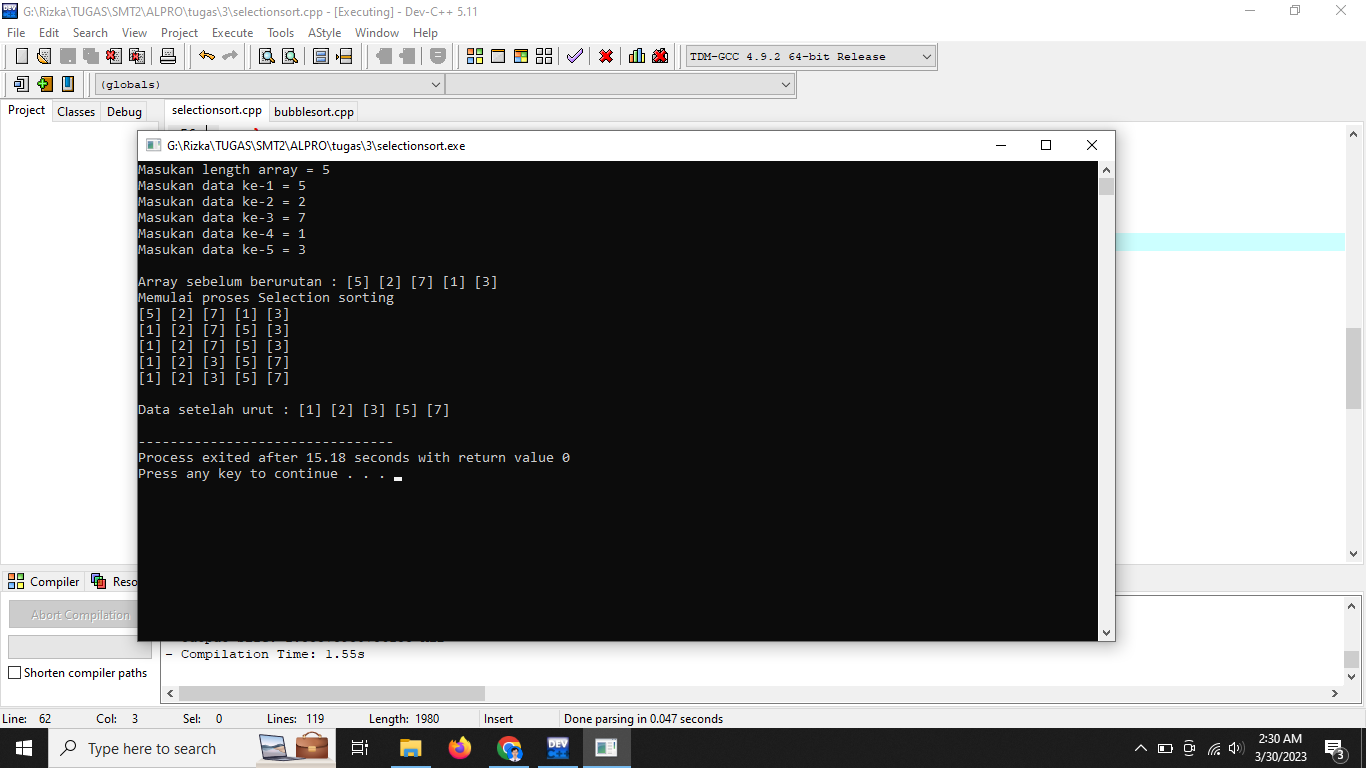 G:\Rizka\TUGAS\SMT2\ALPRO\tugas\3\selectionsort.cpp - [Executing] - Dev-C++ 5.11
File Edit Search View Project Execute Tools AStyle Window Help
TDM-GCC 4.9.2 64-bit Release
(globals)
Project Classes Debug selectionsort.cpp bubblesort.cpp
G:\Rizka\TUGAS\SMT2\ALPRO\tugas\3\selectionsort.exe
Masukan length array = 5
Masukan data ke-1 = 5
Masukan data ke-2 = 2
Masukan data ke-3 = 7
Masukan data ke-4 = 1
Masukan data ke-5 = 3
Array sebelum berurutan : [5] [2] [7] [1] [3]
Memulai proses Selection sorting
[5] [2] [7] [1] [3]
[1] [2] [7] [5] [3]
[1] [2] [7] [5] [3]
[1] [2] [3] [5] [7]
[1] [2] [3] [5] [7]
Data setelah urut : [1] [2] [3] [5] [7]
--------------------------------
Process exited after 15.18 seconds with return value 0
Press any key to continue . . .
Compiler Reso
Abort Compilation
- Compilation Time: 1.55s
Shorten compiler paths
Line: 62 Col: 3 Sel: 0 Lines: 119 Length: 1980 Insert Done parsing in 0.047 seconds
Type here to search
DEV
2:30 AM
3/30/2023
3